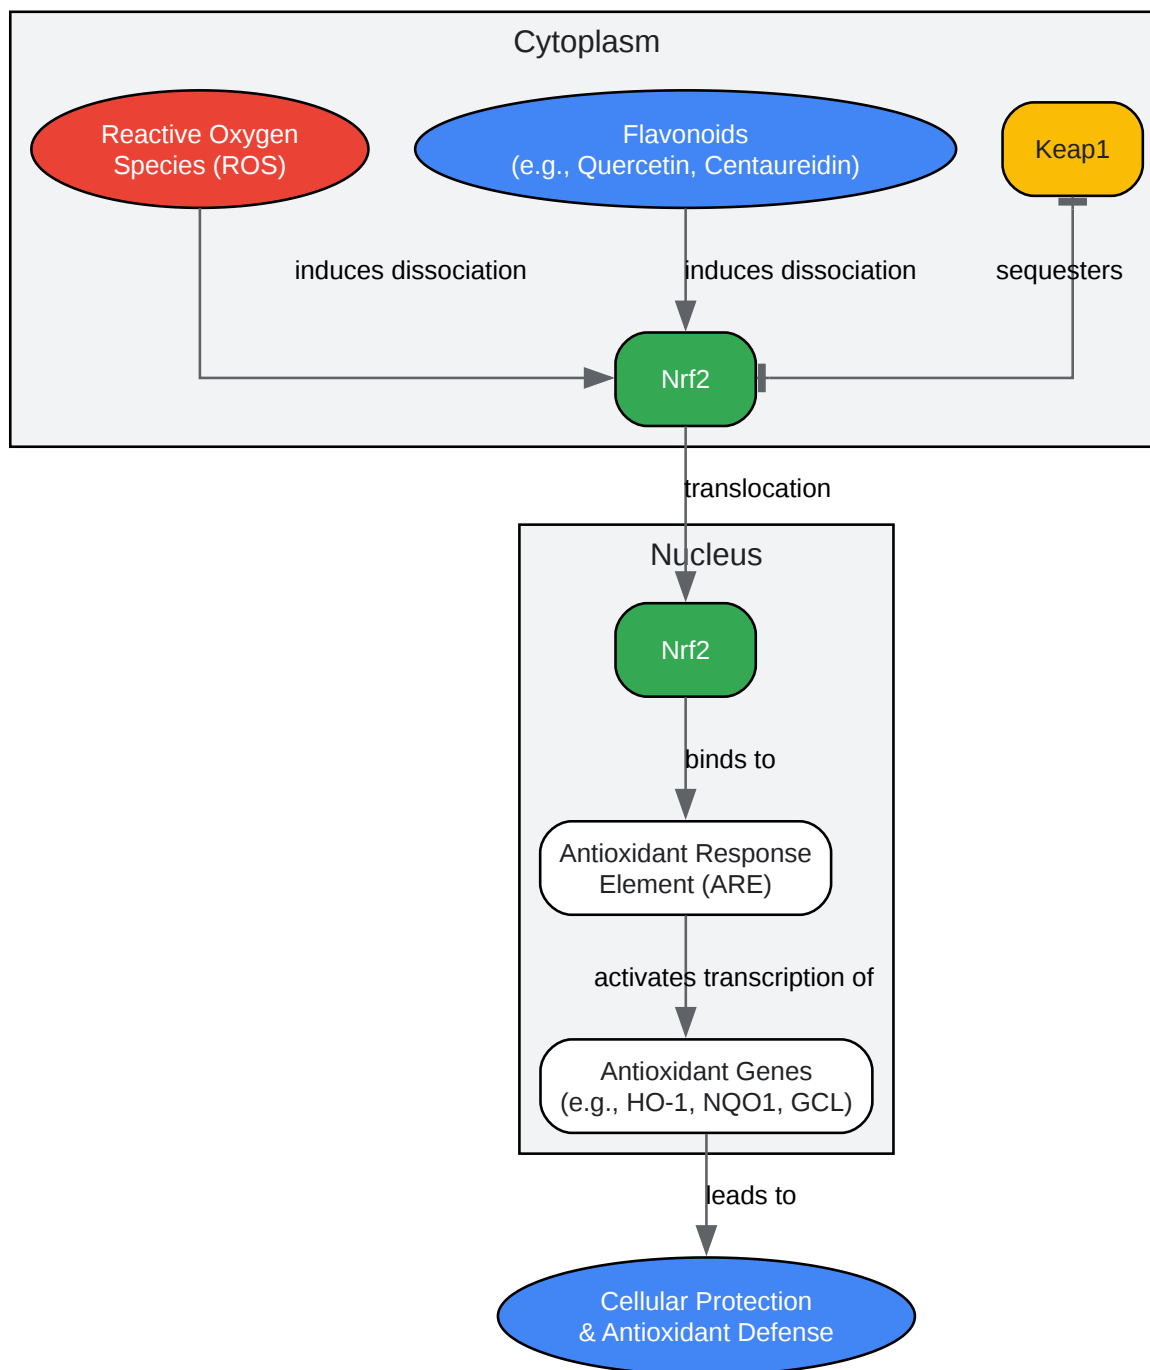 Cytoplasm
Reactive Oxygen
Species (ROS)
Flavonoids
(e.g., Quercetin, Centaureidin)
Keap1
induces dissociation
induces dissociation
sequesters
Nrf2
translocation
Nucleus
Nrf2
binds to
Antioxidant Response
Element (ARE)
activates transcription of
Antioxidant Genes
(e.g., HO-1, NQO1, GCL)
leads to
Cellular Protection
& Antioxidant Defense